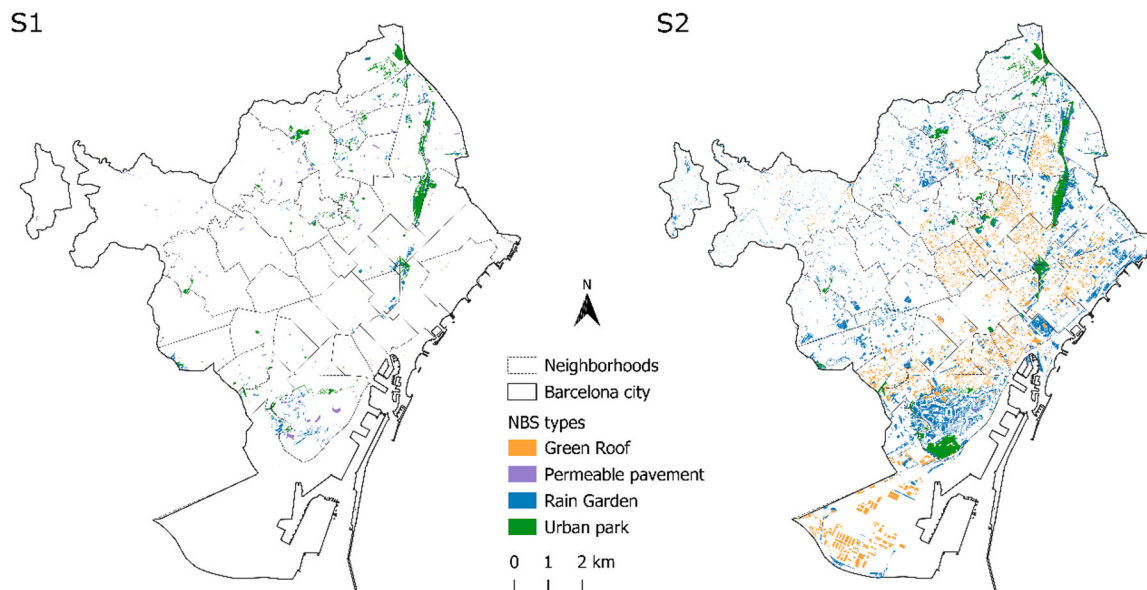 S1
S2
N
Neighborhoods
Barcelona city
NBS types
Green Roof
Permeable pavement
Rain Garden
Urban park
0 1 2 km